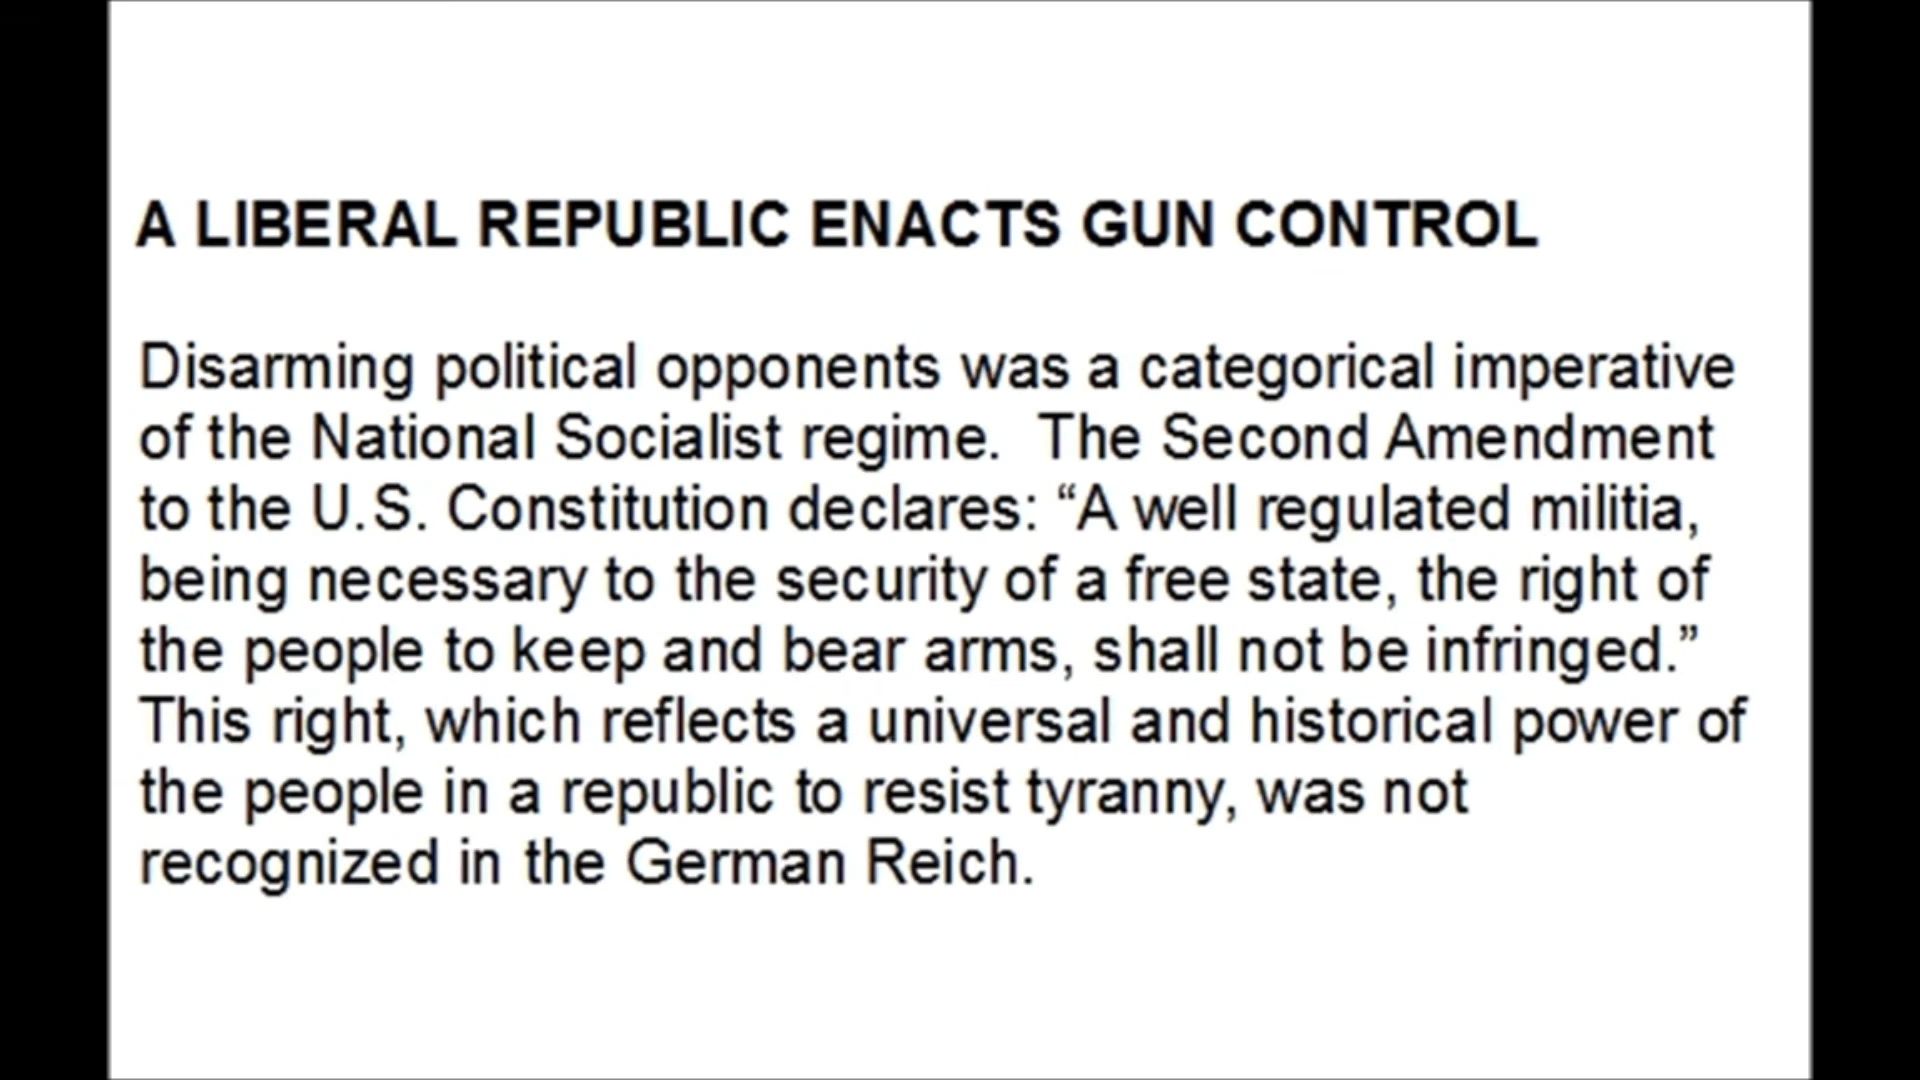 A LIBERAL REPUBLIC ENACTS GUN CONTROL
Disarming political opponents was a categorical imperative
of the National Socialist regime.  The Second Amendment
to the U.S. Constitution declares: “A well regulated militia,
being necessary to the security of a free state, the right of
the people to keep and bear arms, shall not be infringed.”
This right, which reflects a universal and historical power of
the people in a republic to resist tyranny, was not
recognized in the German Reich.